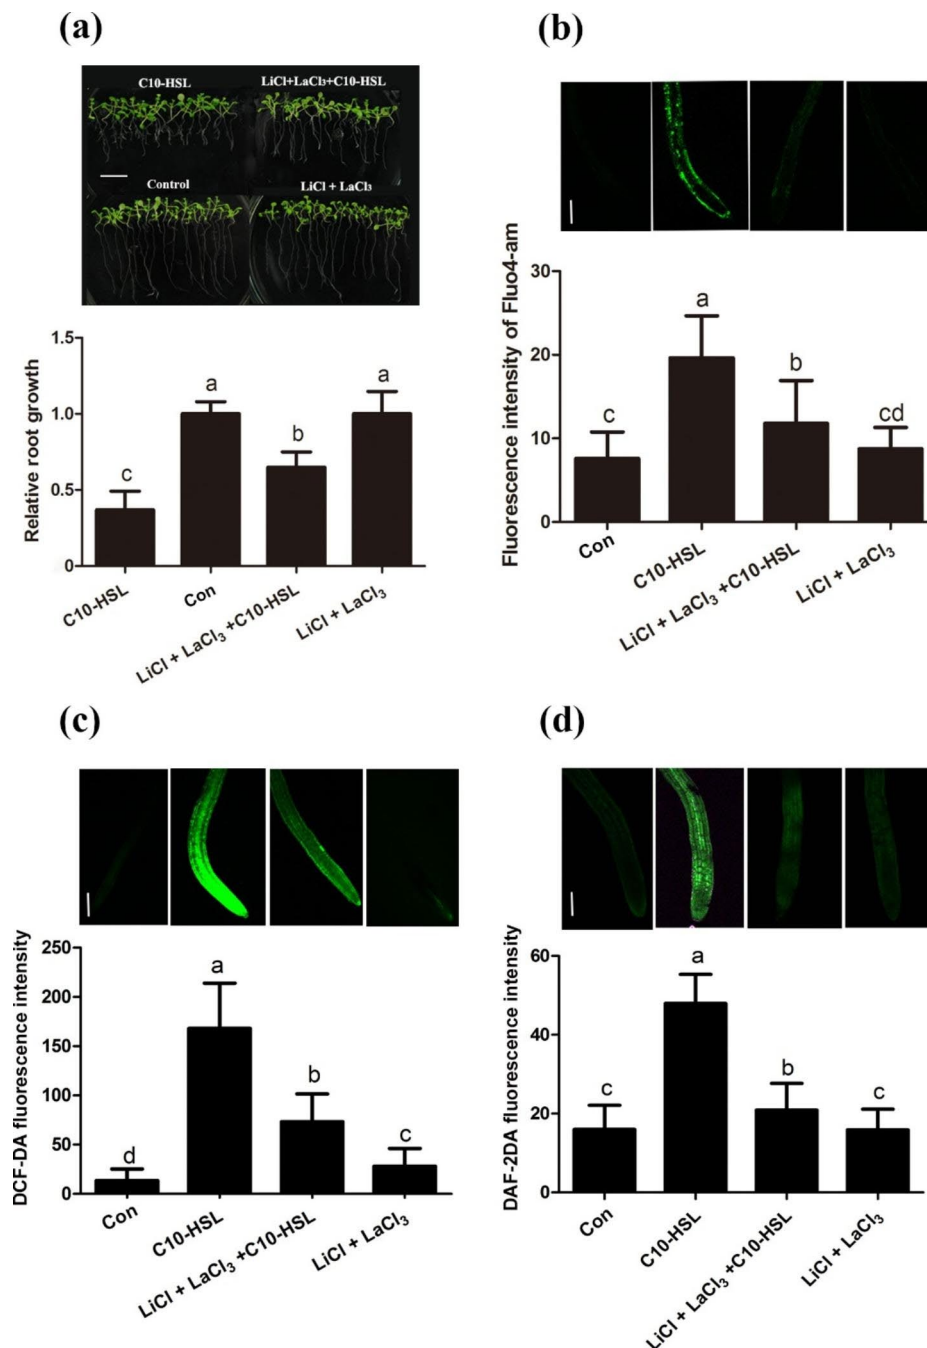 (a)
C10-HSL
LiCl+LaCl₃+C10-HSL
Control
LiCl + LaCl₃
Relative root growth
1.5
1.0
0.5
0
c
a
b
a
C10-HSL
Con
LiCl + LaCl₃ +C10-HSL
LiCl + LaCl₃
(b)
Fluorescence intensity of Fluo4-am
30
20
10
0
c
a
b
cd
Con
C10-HSL
LiCl + LaCl₃ +C10-HSL
LiCl + LaCl₃
(c)
DCF-DA fluorescence intensity
250
200
150
100
50
0
d
a
b
c
Con
C10-HSL
LiCl + LaCl₃ +C10-HSL
LiCl + LaCl₃
(d)
DAF-2DA fluorescence intensity
60
40
20
0
c
a
b
c
Con
C10-HSL
LiCl + LaCl₃ +C10-HSL
LiCl + LaCl₃